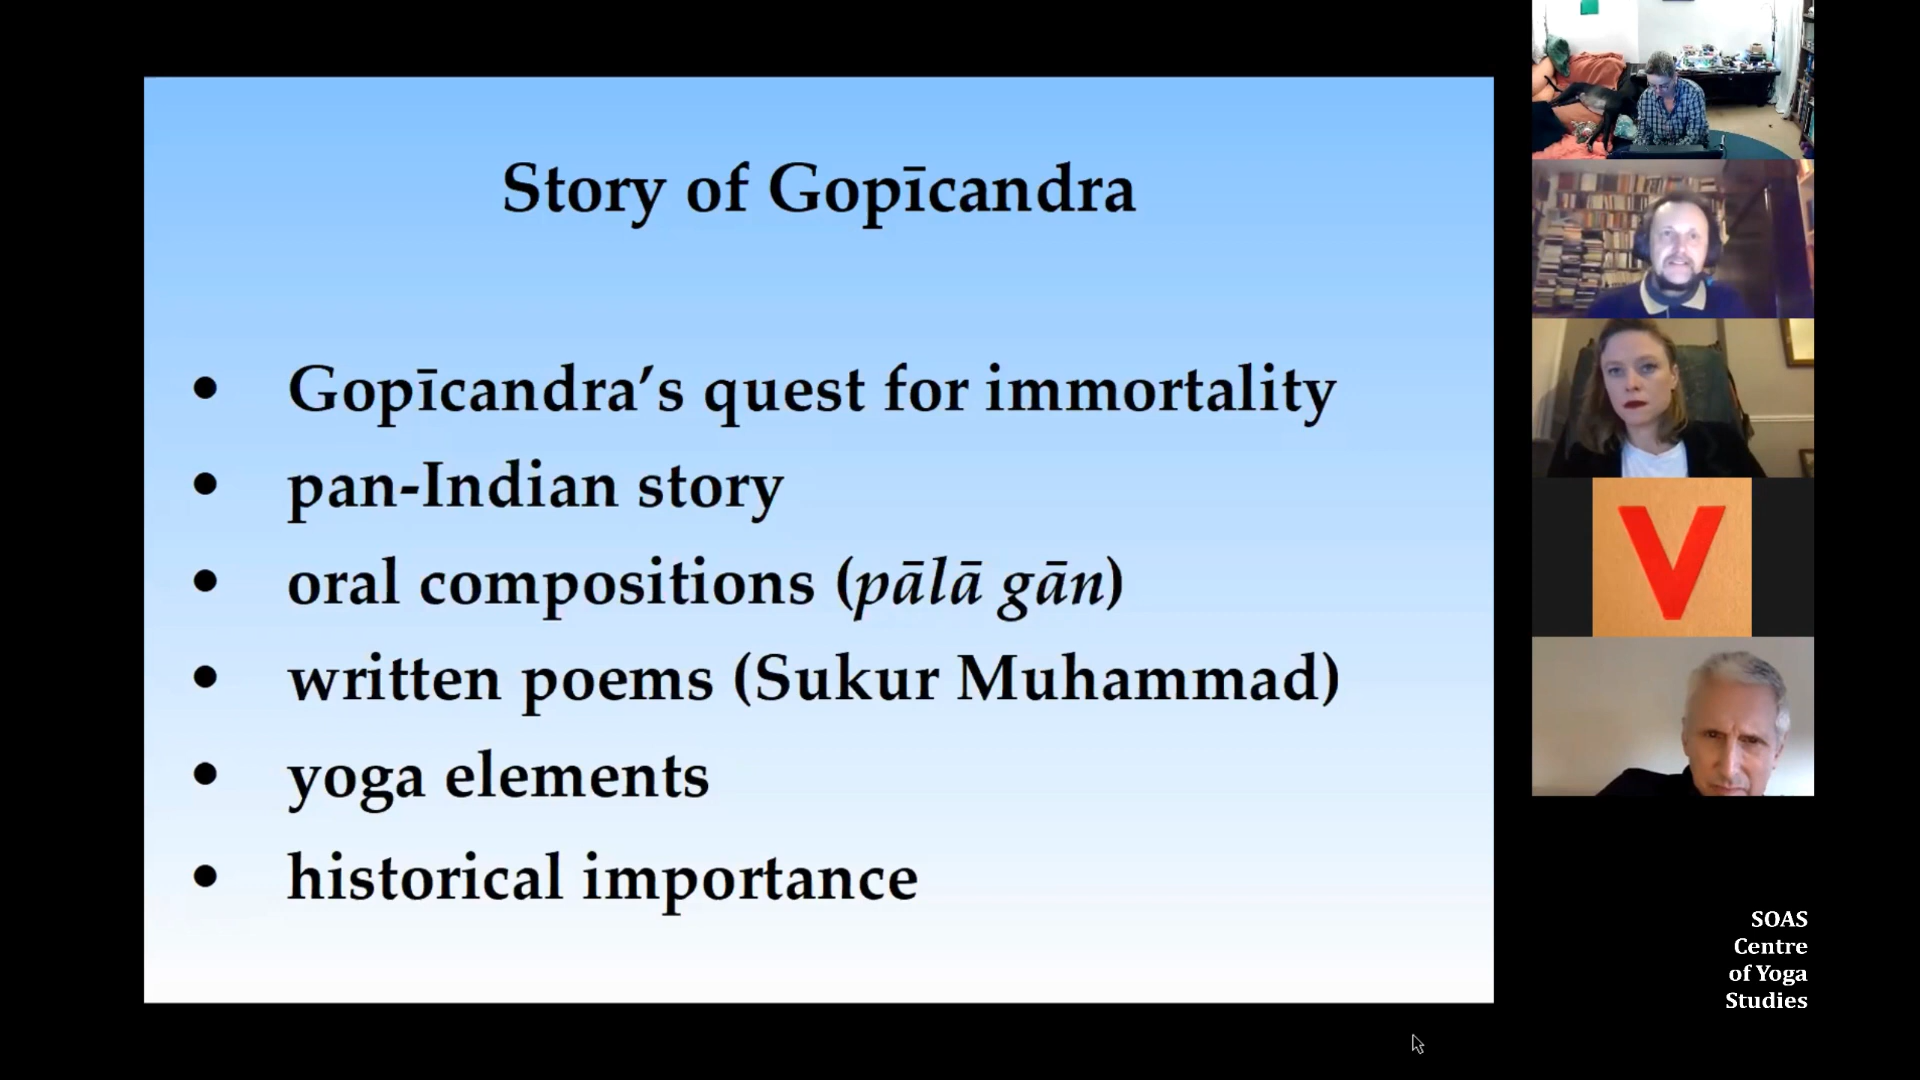 Story of Gopīcandra
• Gopīcandra’s quest for immortality
• pan-Indian story
• oral compositions (pālā gān)
• written poems (Sukur Muhammad)
• yoga elements
• historical importance
V
SOAS
Centre
of Yoga
Studies